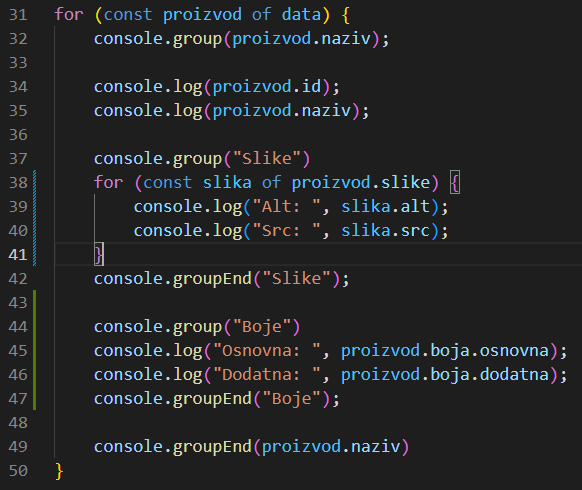 31 for (const proizvod of data) {
32     console.group(proizvod.naziv);
33
34     console.log(proizvod.id);
35     console.log(proizvod.naziv);
36
37     console.group("Slike")
38     for (const slika of proizvod.slike) {
39         console.log("Alt: ", slika.alt);
40         console.log("Src: ", slika.src);
41     }
42     console.groupEnd("Slike");
43
44     console.group("Boje")
45     console.log("Osnovna: ", proizvod.boja.osnovna);
46     console.log("Dodatna: ", proizvod.boja.dodatna);
47     console.groupEnd("Boje");
48
49     console.groupEnd(proizvod.naziv)
50 }